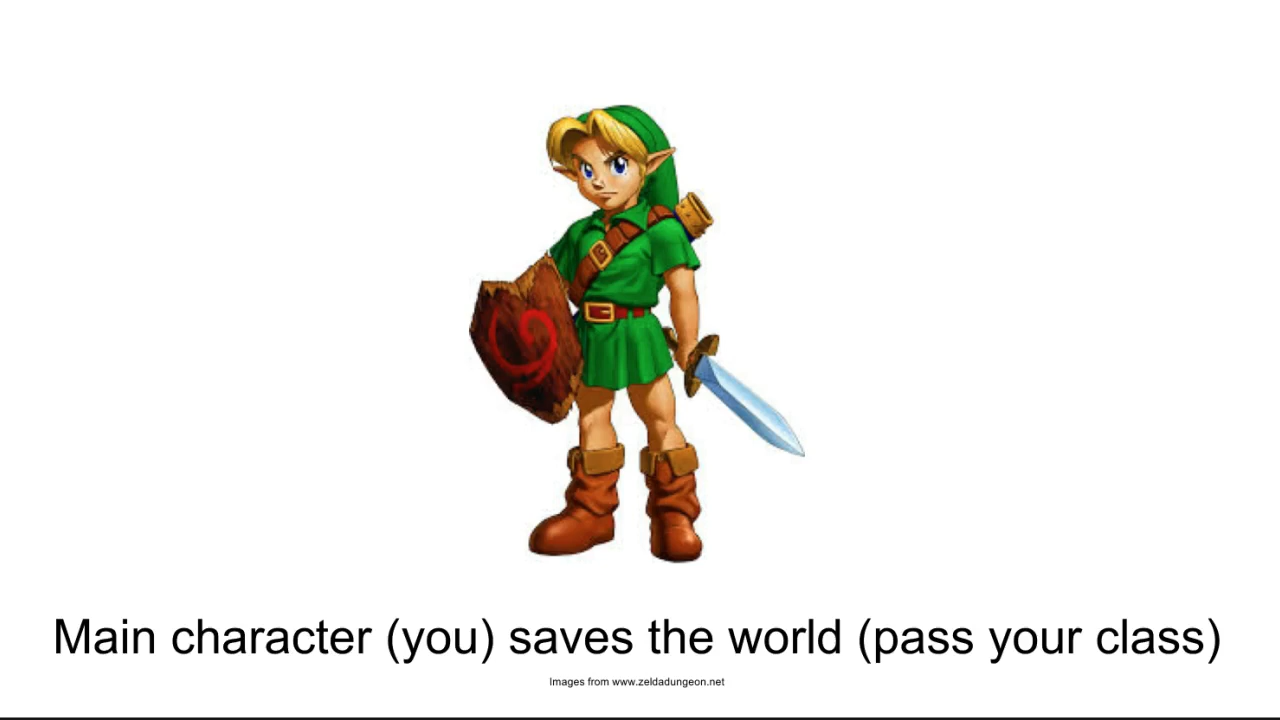 Main character (you) saves the world (pass your class)
Images from www.zeldadungeon.net